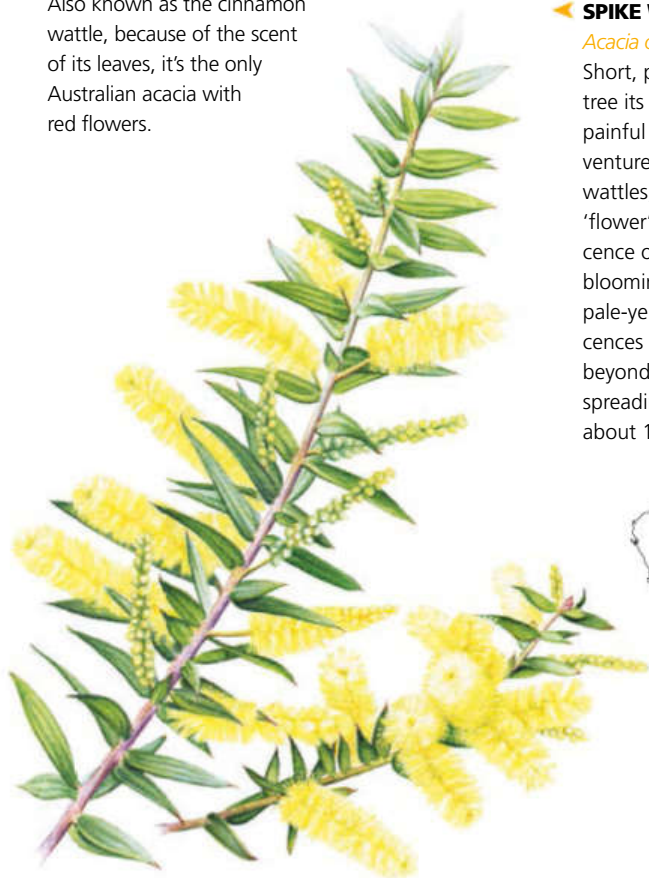 Also known as the cinnamon
wattle, because of the scent
of its leaves, it's the only
Australian acacia with
red flowers.
SPIKE
Acacia
Short,
tree its
painful
venture
wattles
'flower'
cence
bloomin
pale-ye
cences
beyond
spreadi
about 1